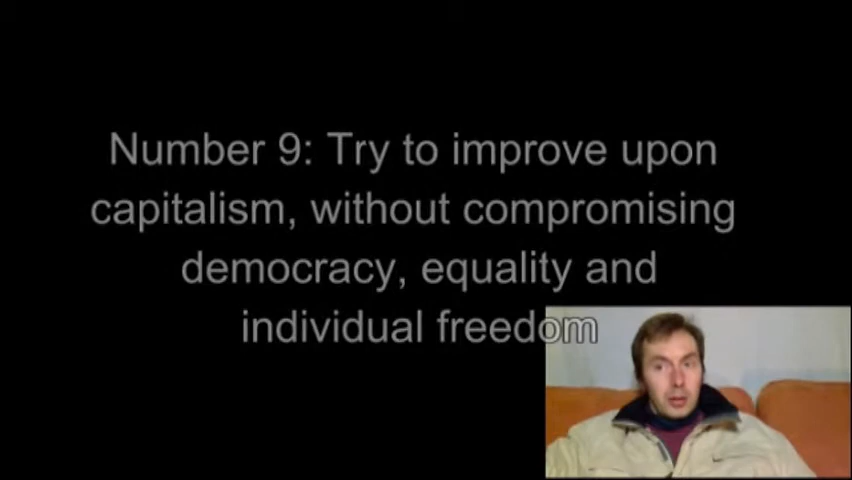 Number 9: Try to improve upon
capitalism, without compromising
democracy, equality and
individual freedom